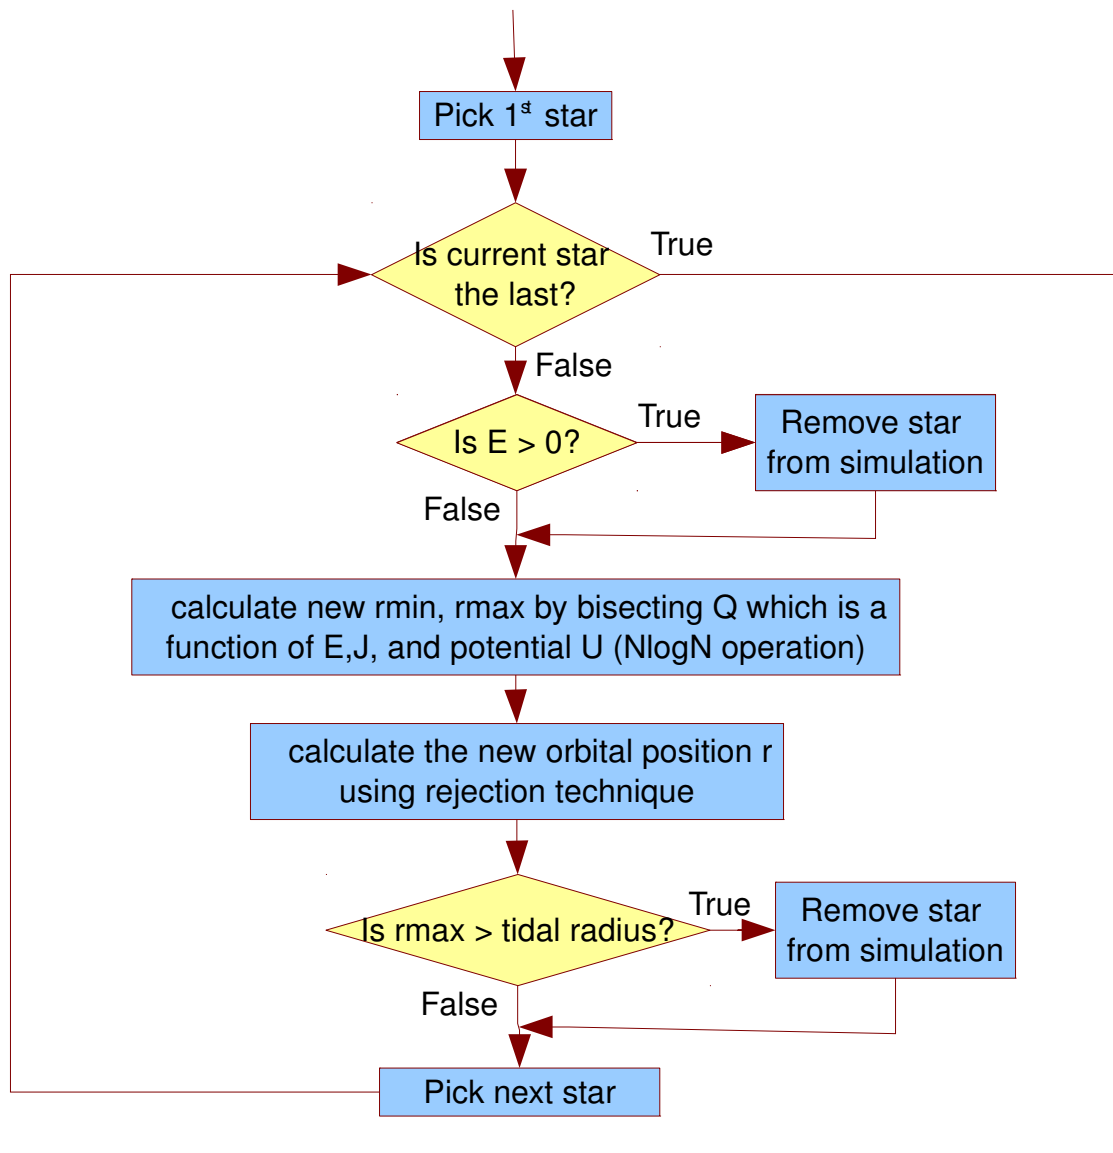 Pick 1st star
Is current star
the last?
True
False
Is E > 0?
True
Remove star
from simulation
False
calculate new rmin, rmax by bisecting Q which is a
function of E,J, and potential U (NlogN operation)
calculate the new orbital position r
using rejection technique
Is rmax > tidal radius?
True
Remove star
from simulation
False
Pick next star